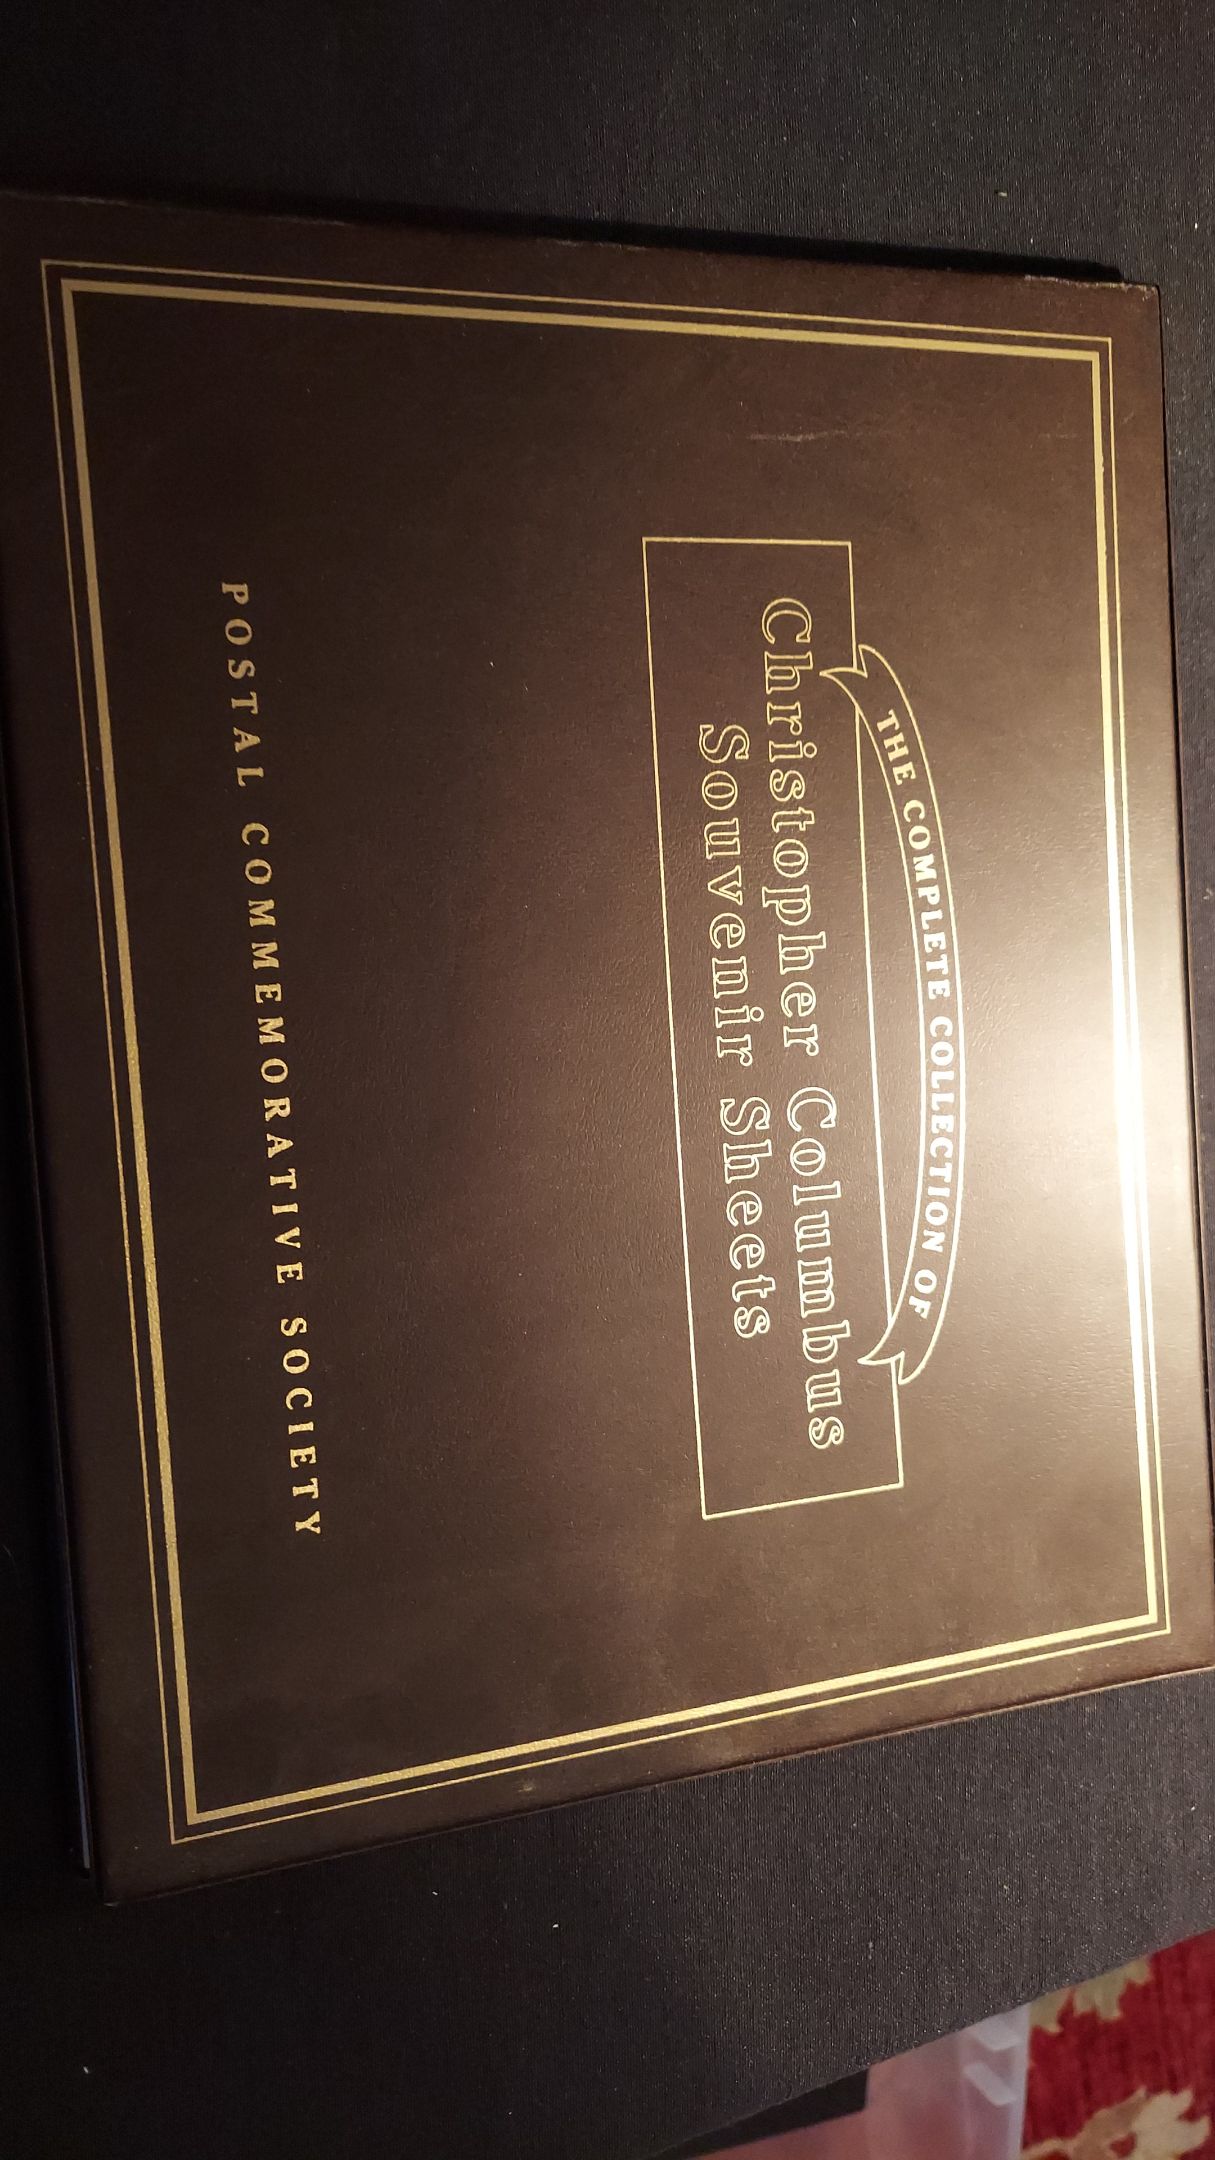 THE COMPLETE COLLECTION OF
Christopher Columbus
Souvenir Sheets
POSTAL COMMEMORATIVE SOCIETY